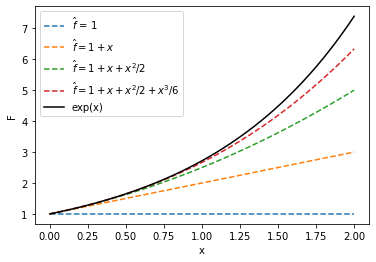 f̂ = 1
f̂ = 1 + x
f̂ = 1 + x + x²/2
f̂ = 1 + x + x²/2 + x³/6
exp(x)
7
6
5
4
3
2
1
F
0.00 0.25 0.50 0.75 1.00 1.25 1.50 1.75 2.00
x